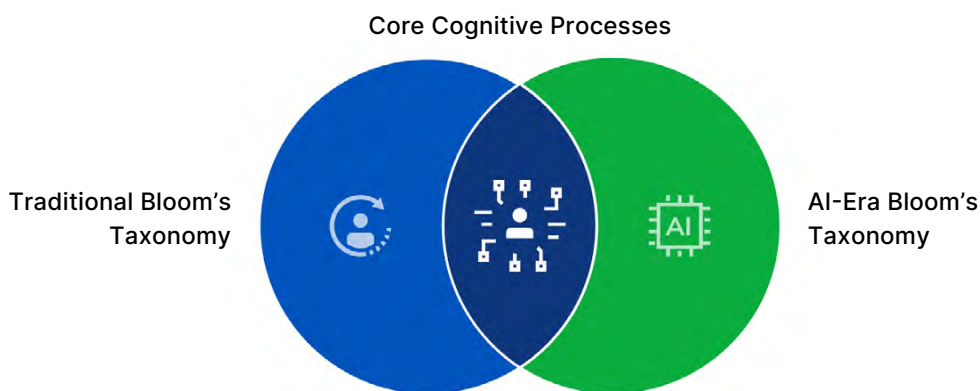 Core Cognitive Processes
Traditional Bloom’s
Taxonomy
AI
AI-Era Bloom’s
Taxonomy